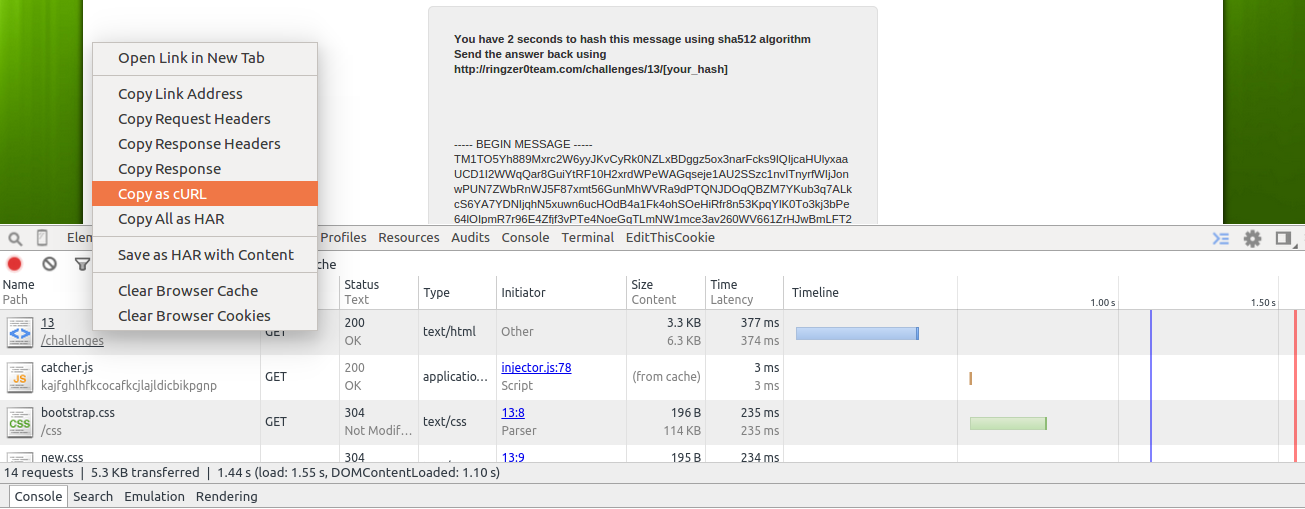 You have 2 seconds to hash this message using sha512 algorithm
Send the answer back using
http://ringzer0team.com/challenges/13/[your_hash]
----- BEGIN MESSAGE -----
TM1TO5Yh889Mxrc2W6yyJKvCyRk0NZLxBDggz5ox3narFcks9IQIjcaHUlyxaa
UCD1I2WWqQar8GuiYtRF10H2xrdWPeWAGqseje1AU2SSzc1nvITnyrfWIjJon
wPUN7ZWbRnWJ5F87xmt56GunMhWVRa9dPTQNJDOqQBZM7YKub3q7ALk
cS6YA7YDNIjqhN5xuwn6ucHOdB4a1Fk4ohSOeHiRfr8n53KpqYlK0To3kj3bPe
64lOIpmR7r96E4Zfjf3vPTe4NoeGqTLmNW1mce3av260WV661ZrHJwBmLFT2
Open Link in New Tab
Copy Link Address
Copy Request Headers
Copy Response Headers
Copy Response
Copy as cURL
Copy All as HAR
Save as HAR with Content
Clear Browser Cache
Clear Browser Cookies
Elem Profiles Resources Audits Console Terminal EditThisCookie
che
Name Status Type Initiator Size Time Timeline
Path Text Content Latency
1.00 s 1.50 s
13 GET 200 text/html Other 3.3 KB 377 ms
/challenges OK 6.3 KB 374 ms
catcher.js GET 200 applicatio... injector.js:78 (from cache) 3 ms
kajfghlhfkcocafkcjlajldicbikpgnp OK Script 3 ms
bootstrap.css GET 304 text/css 13:8 196 B 235 ms
/css Not Modif... Parser 114 KB 235 ms
new.css 304 13:9 195 B 234 ms
14 requests | 5.3 KB transferred | 1.44 s (load: 1.55 s, DOMContentLoaded: 1.10 s)
Console Search Emulation Rendering